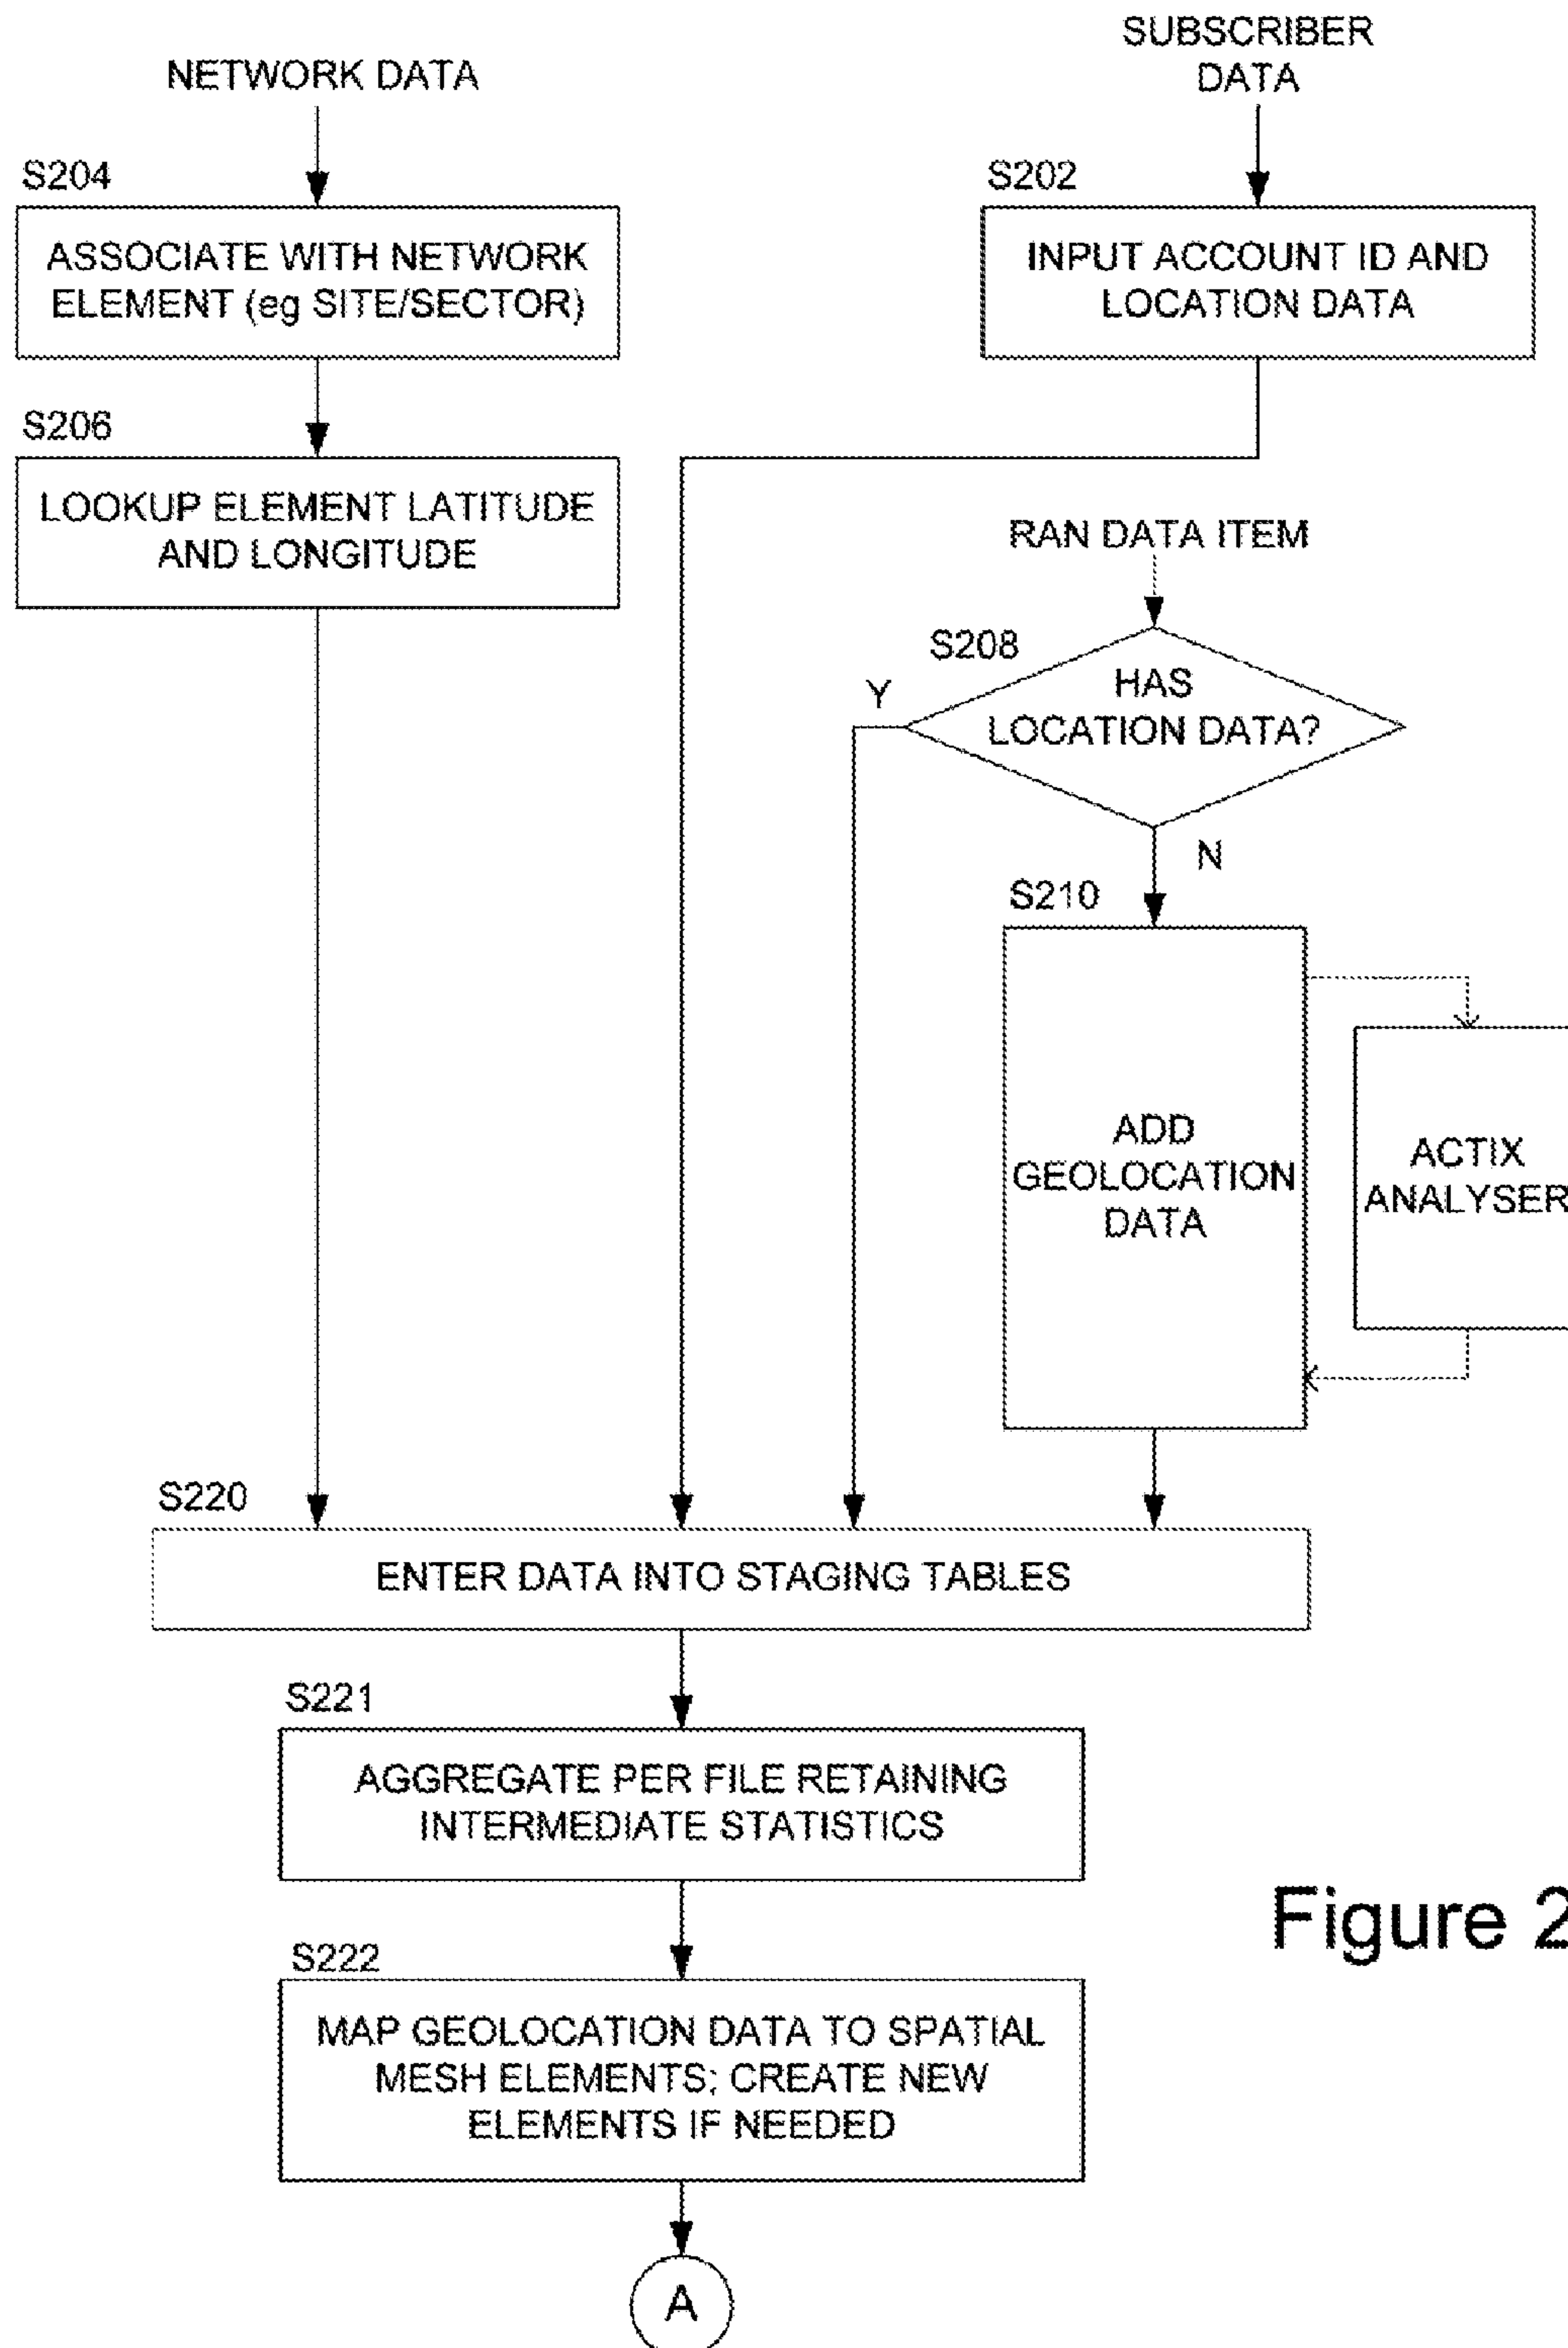 NETWORK DATA
SUBSCRIBER
DATA
S204
ASSOCIATE WITH NETWORK
ELEMENT (eg SITE/SECTOR)
S202
INPUT ACCOUNT ID AND
LOCATION DATA
S206
LOOKUP ELEMENT LATITUDE
AND LONGITUDE
RAN DATA ITEM
S208
HAS
LOCATION DATA?
Y
N
S210
ADD
GEOLOCATION
DATA
ACTIX
ANALYSER
S220
ENTER DATA INTO STAGING TABLES
S221
AGGREGATE PER FILE RETAINING
INTERMEDIATE STATISTICS
S222
MAP GEOLOCATION DATA TO SPATIAL
MESH ELEMENTS; CREATE NEW
ELEMENTS IF NEEDED
A
Figure 2